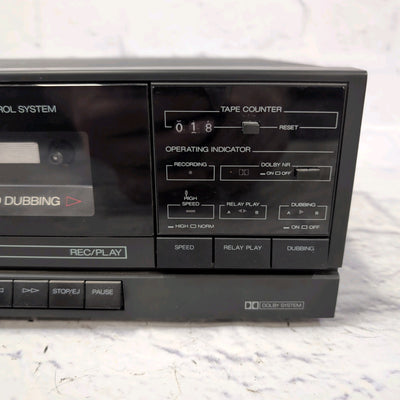 ROL SYSTEM
TAPE COUNTER
018
RESET
OPERATING INDICATOR
RECORDING
DOLBY NR
ON OFF
HIGH SPEED
RELAY PLAY
DUBBING
A B
A B
HIGH NORM
ON OFF
DUBBING
SPEED
RELAY PLAY
DUBBING
REC/PLAY
STOP/EJ
PAUSE
DOLBY SYSTEM